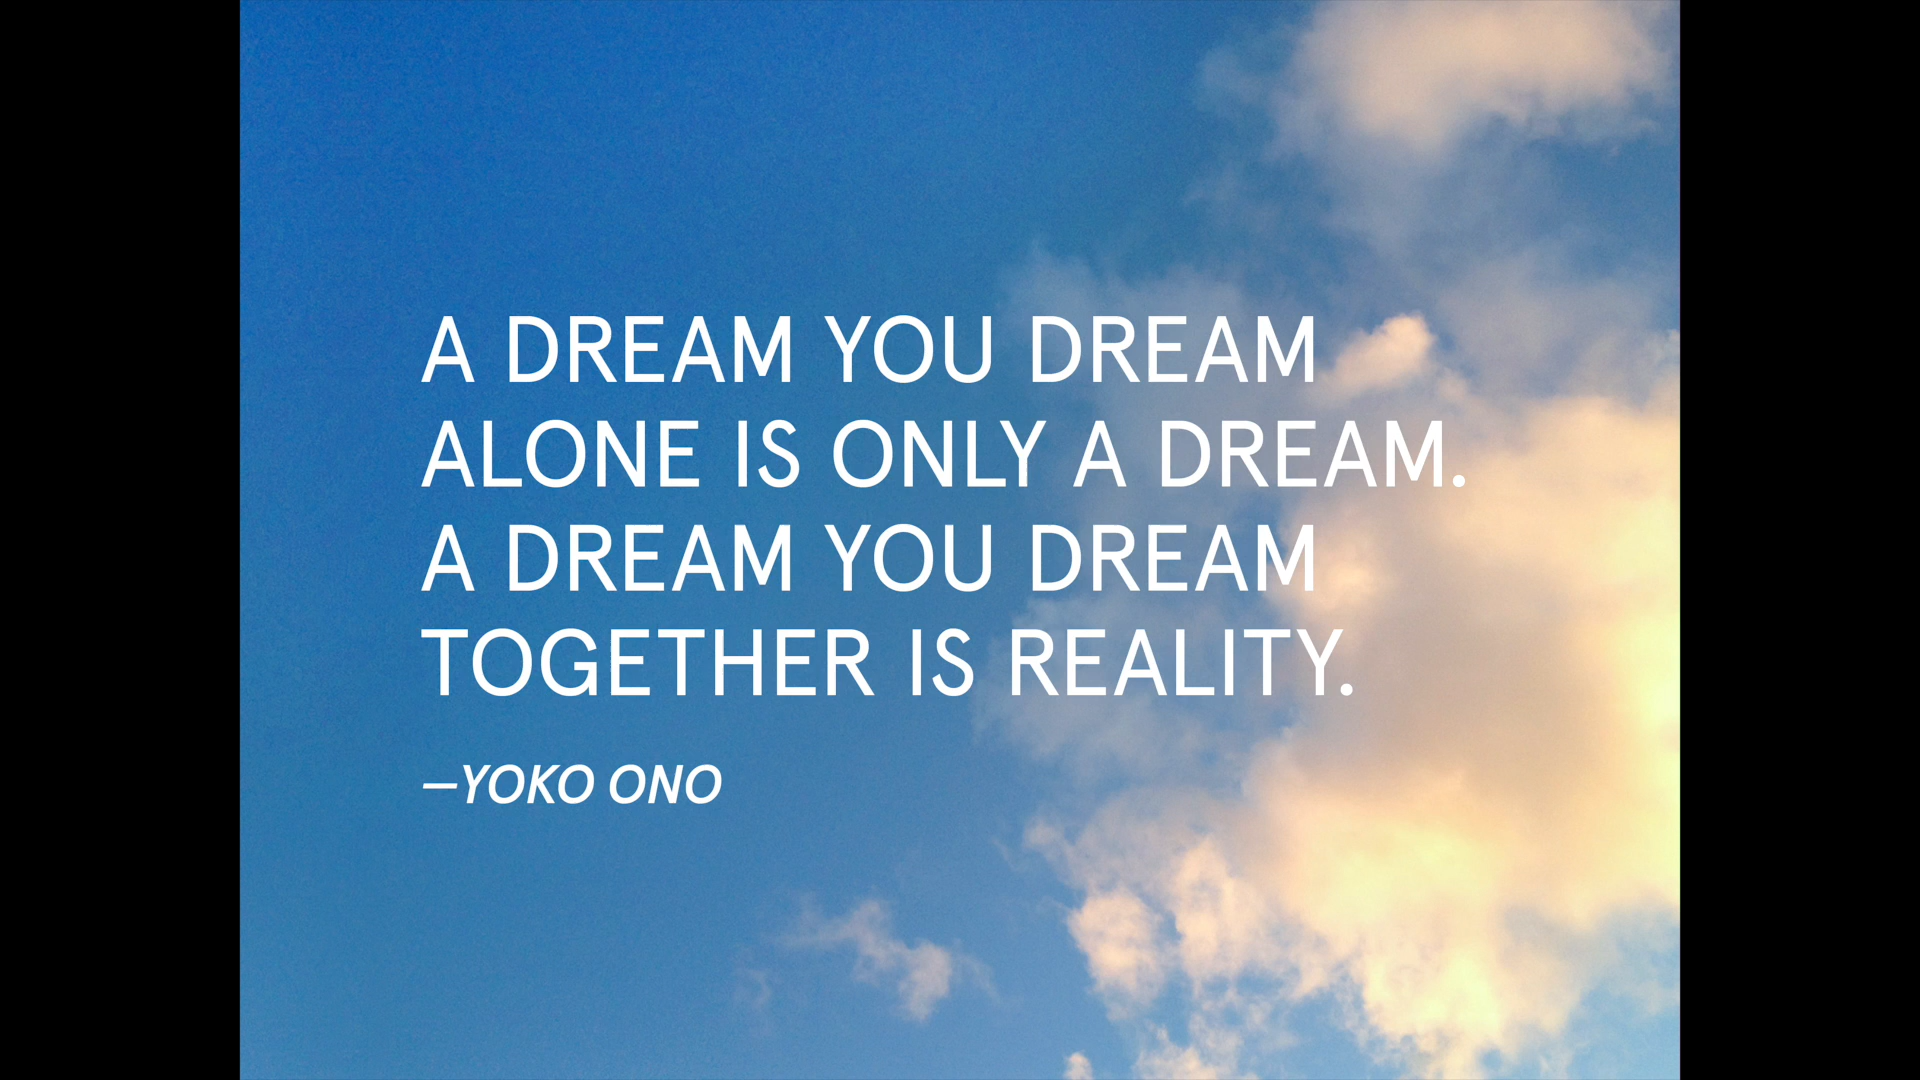 A DREAM YOU DREAM
ALONE IS ONLY A DREAM.
A DREAM YOU DREAM
TOGETHER IS REALITY.
—YOKO ONO